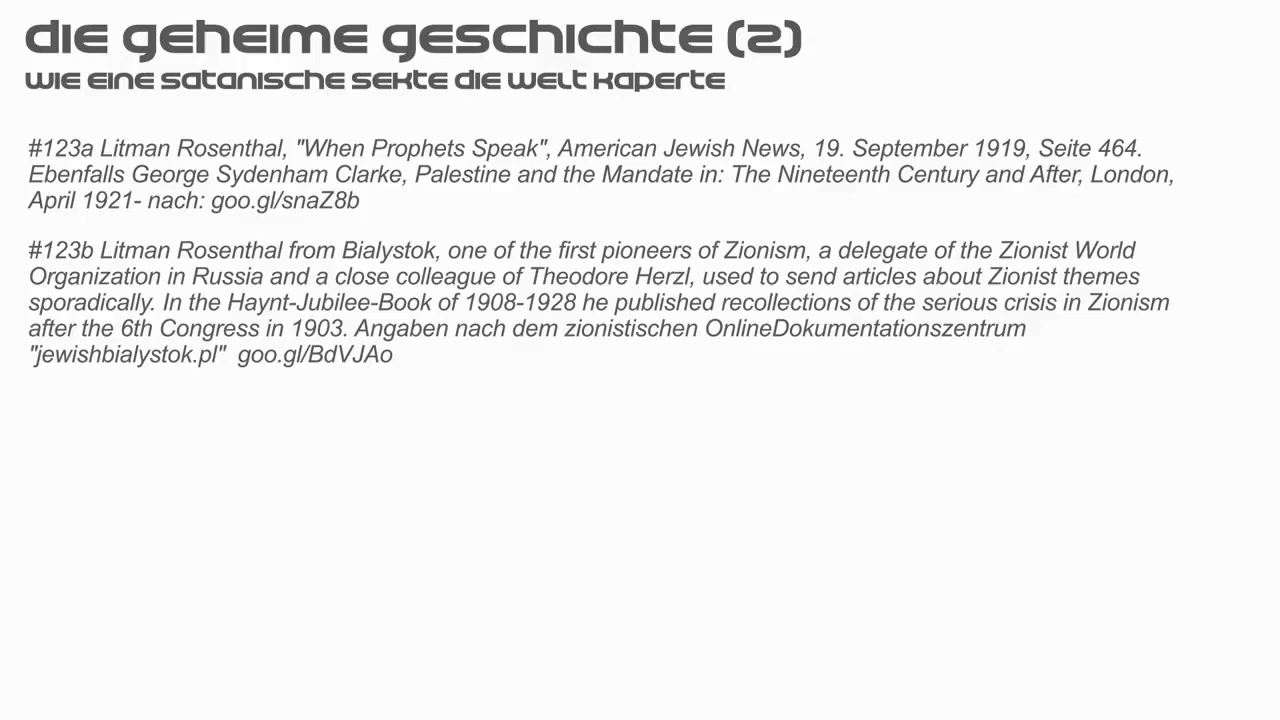 DIE GEHEIME GESCHICHTE (2)
WIE EINE SATANISCHE SEKTE DIE WELT KAPERTE
#123a Litman Rosenthal, "When Prophets Speak", American Jewish News, 19. September 1919, Seite 464.
Ebenfalls George Sydenham Clarke, Palestine and the Mandate in: The Nineteenth Century and After, London,
April 1921- nach: goo.gl/snaZ8b
#123b Litman Rosenthal from Bialystok, one of the first pioneers of Zionism, a delegate of the Zionist World
Organization in Russia and a close colleague of Theodore Herzl, used to send articles about Zionist themes
sporadically. In the Haynt-Jubilee-Book of 1908-1928 he published recollections of the serious crisis in Zionism
after the 6th Congress in 1903. Angaben nach dem zionistischen OnlineDokumentationszentrum
"jewishbialystok.pl" goo.gl/BdVJAo